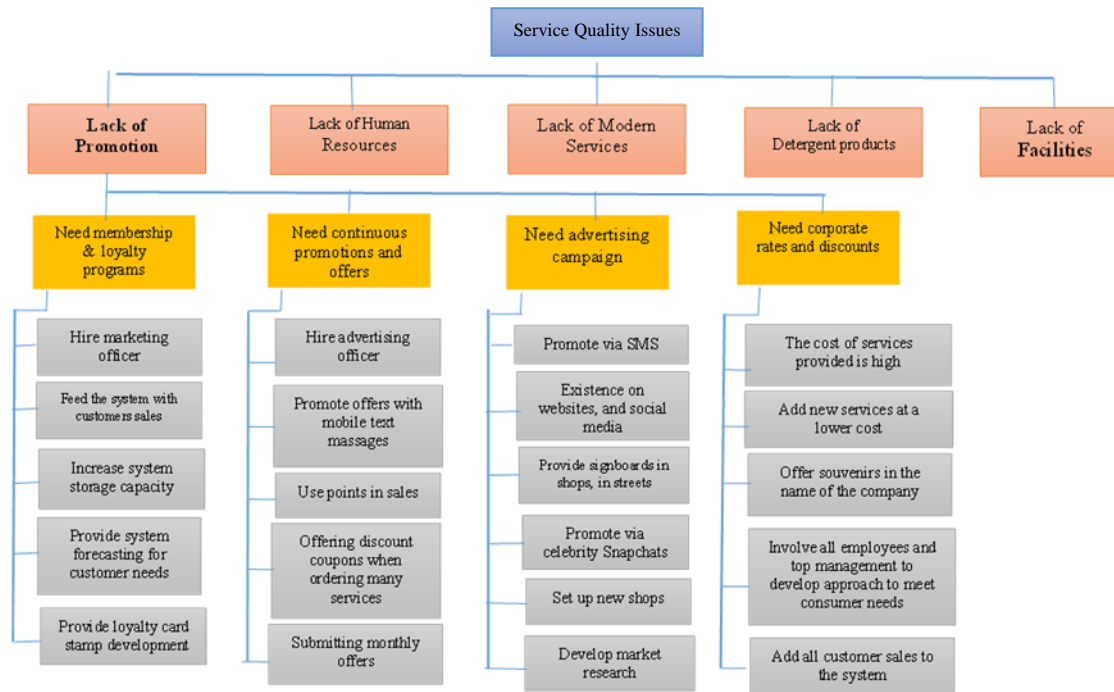 Service Quality Issues
Lack of
Promotion
Lack of Human
Resources
Lack of Modern
Services
Lack of
Detergent products
Lack of
Facilities
Need membership
& loyalty
programs
Need continuous
promotions and
offers
Need advertising
campaign
Need corporate
rates and discounts
Hire marketing
officer
Feed the system with
customers sales
Increase system
storage capacity
Provide system
forecasting for
customer needs
Provide loyalty card
stamp development
Hire advertising
officer
Promote offers with
mobile text
massages
Use points in sales
Offering discount
coupons when
ordering many
services
Submitting monthly
offers
Promote via SMS
Existence on
websites, and social
media
Provide signboards in
shops, in streets
Promote via
celebrity Snapchats
Set up new shops
Develop market
research
The cost of services
provided is high
Add new services at a
lower cost
Offer souvenirs in the
name of the company
Involve all employees and
top management to
develop approach to meet
consumer needs
Add all customer sales to
the system